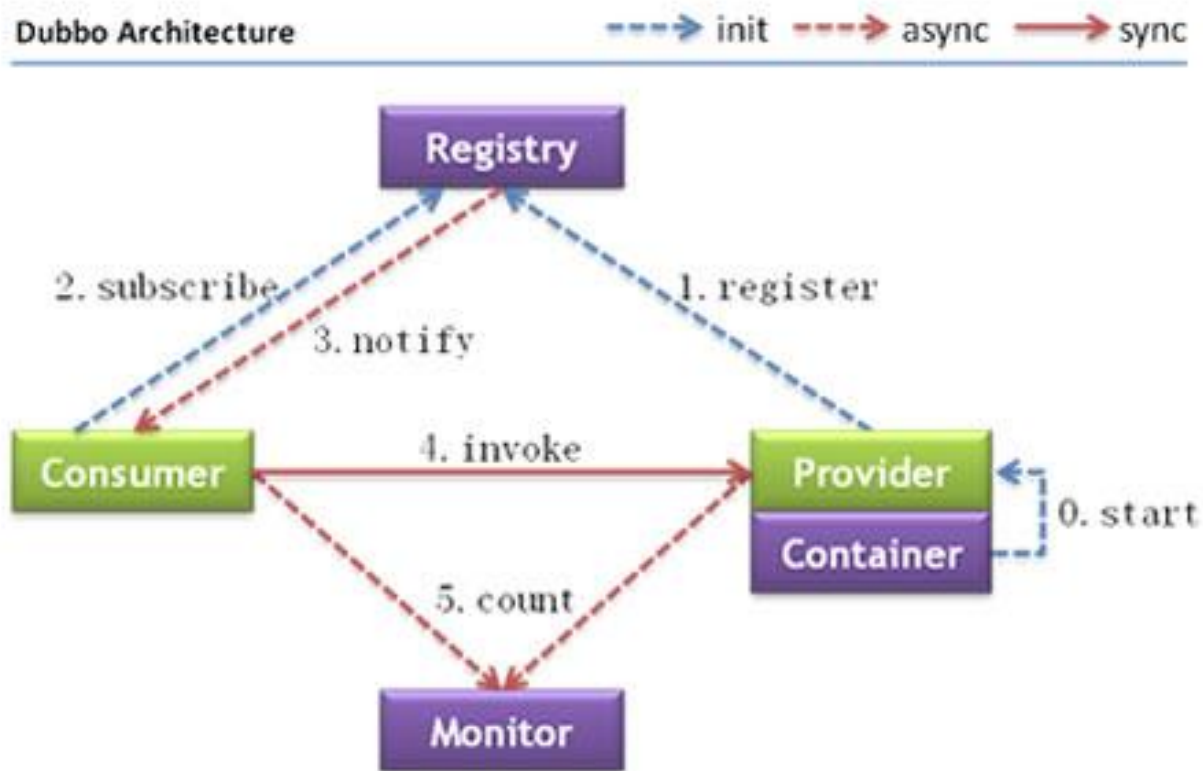 Dubbo Architecture
init
async
sync
Registry
2. subscribe
1. register
3. notify
4. invoke
Consumer
Provider
0. start
Container
5. count
Monitor